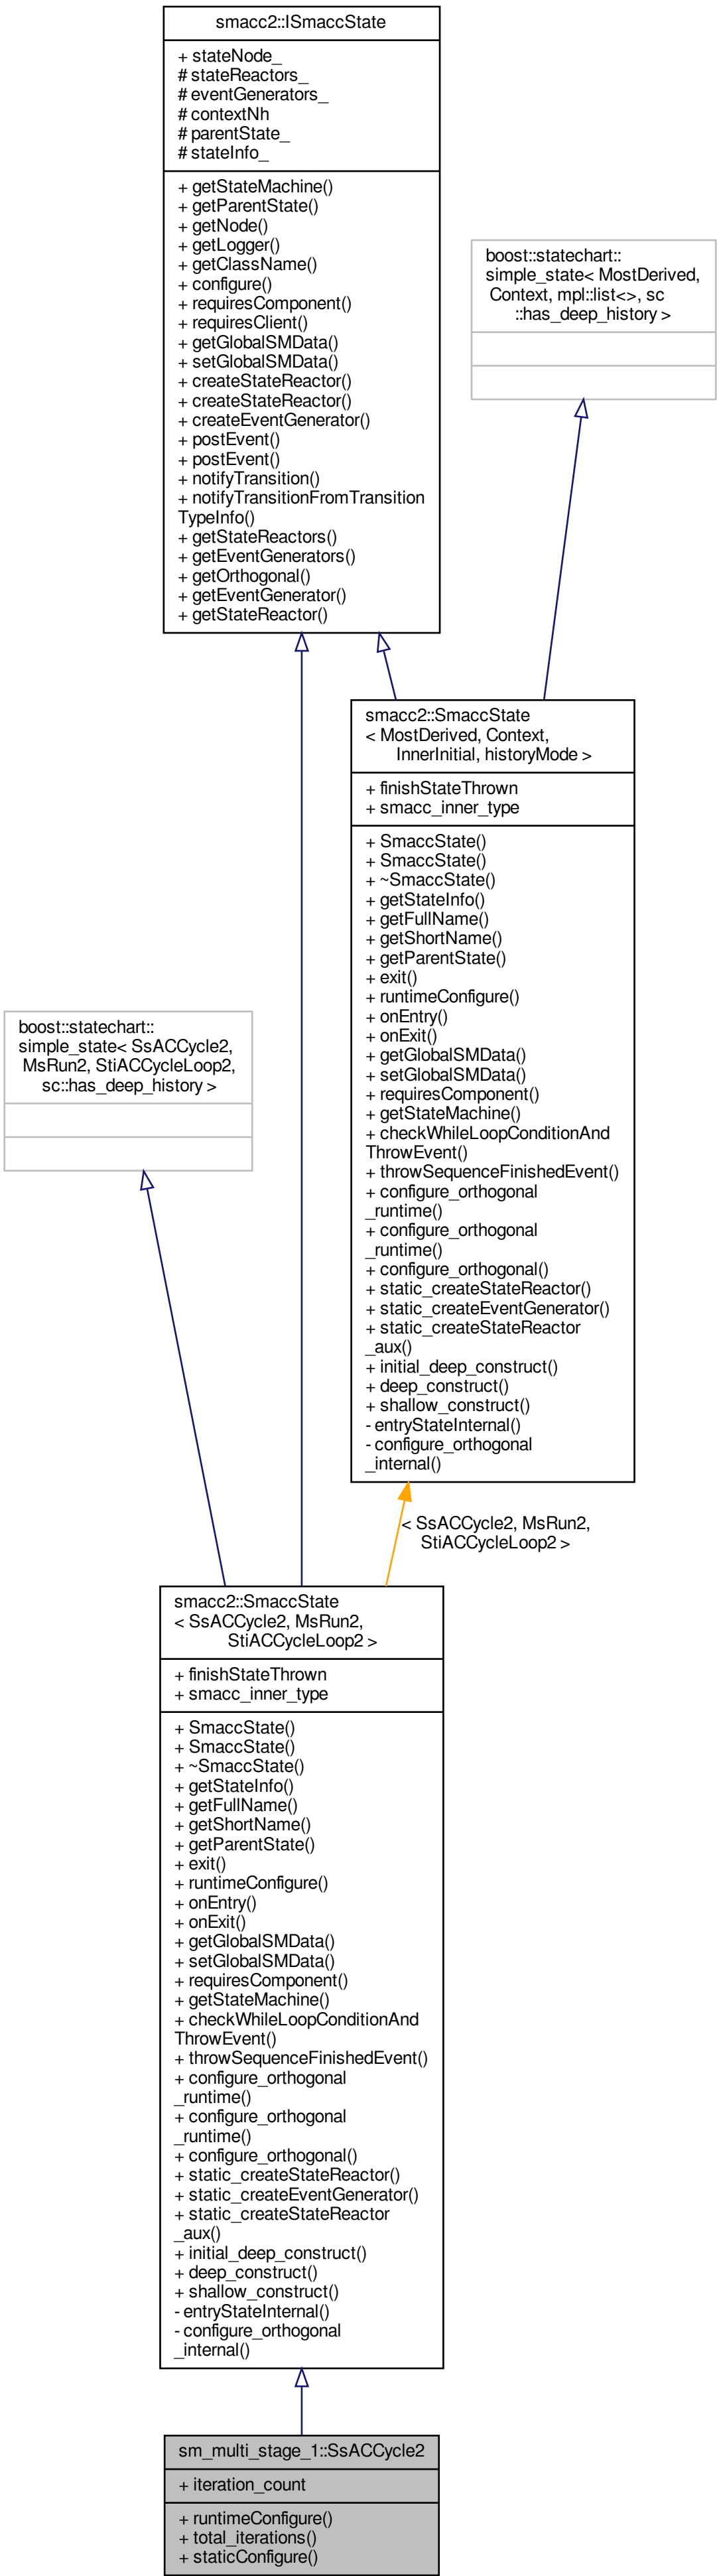 smacc2::ISmaccState
+ stateNode_
# stateReactors_
# eventGenerators_
# contextNh
# parentState_
# stateInfo_
+ getStateMachine()
+ getParentState()
+ getNode()
+ getLogger()
+ getClassName()
+ configure()
+ requiresComponent()
+ requiresClient()
+ getGlobalSMData()
+ setGlobalSMData()
+ createStateReactor()
+ createStateReactor()
+ createEventGenerator()
+ postEvent()
+ postEvent()
+ notifyTransition()
+ notifyTransitionFromTransition
TypeInfo()
+ getStateReactors()
+ getEventGenerators()
+ getOrthogonal()
+ getEventGenerator()
+ getStateReactor()
boost::statechart::
simple_state< MostDerived,
Context, mpl::list<>, sc
::has_deep_history >
smacc2::SmaccState
< MostDerived, Context,
InnerInitial, historyMode >
+ finishStateThrown
+ smacc_inner_type
+ SmaccState()
+ SmaccState()
+ ~SmaccState()
+ getStateInfo()
+ getFullName()
+ getShortName()
+ getParentState()
+ exit()
+ runtimeConfigure()
+ onEntry()
+ onExit()
+ getGlobalSMData()
+ setGlobalSMData()
+ requiresComponent()
+ getStateMachine()
+ checkWhileLoopConditionAnd
ThrowEvent()
+ throwSequenceFinishedEvent()
+ configure_orthogonal
_runtime()
+ configure_orthogonal
_runtime()
+ configure_orthogonal()
+ static_createStateReactor()
+ static_createEventGenerator()
+ static_createStateReactor
_aux()
+ initial_deep_construct()
+ deep_construct()
+ shallow_construct()
- entryStateInternal()
- configure_orthogonal
_internal()
boost::statechart::
simple_state< SsACCycle2,
MsRun2, StiACCycleLoop2,
sc::has_deep_history >
< SsACCycle2, MsRun2,
StiACCycleLoop2 >
smacc2::SmaccState
< SsACCycle2, MsRun2,
StiACCycleLoop2 >
+ finishStateThrown
+ smacc_inner_type
+ SmaccState()
+ SmaccState()
+ ~SmaccState()
+ getStateInfo()
+ getFullName()
+ getShortName()
+ getParentState()
+ exit()
+ runtimeConfigure()
+ onEntry()
+ onExit()
+ getGlobalSMData()
+ setGlobalSMData()
+ requiresComponent()
+ getStateMachine()
+ checkWhileLoopConditionAnd
ThrowEvent()
+ throwSequenceFinishedEvent()
+ configure_orthogonal
_runtime()
+ configure_orthogonal
_runtime()
+ configure_orthogonal()
+ static_createStateReactor()
+ static_createEventGenerator()
+ static_createStateReactor
_aux()
+ initial_deep_construct()
+ deep_construct()
+ shallow_construct()
- entryStateInternal()
- configure_orthogonal
_internal()
sm_multi_stage_1::SsACCycle2
+ iteration_count
+ runtimeConfigure()
+ total_iterations()
+ staticConfigure()